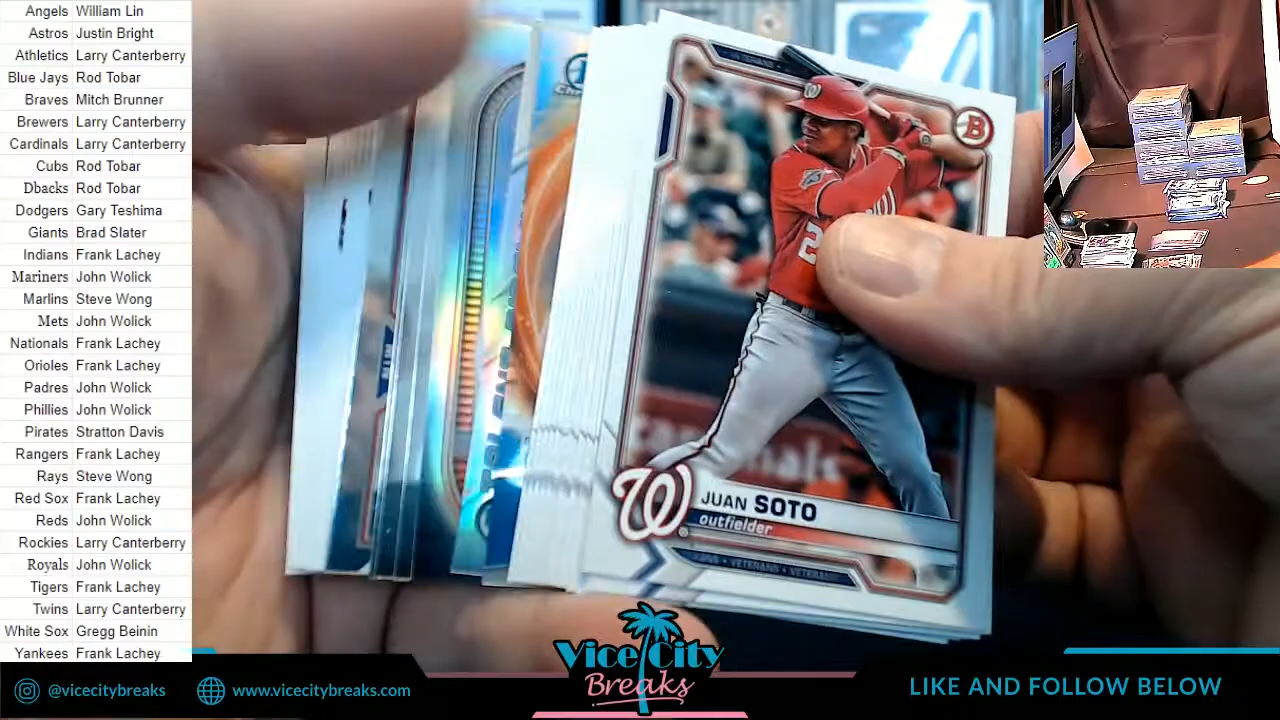 Angels William Lin
Astros Justin Bright
Athletics Larry Canterberry
Blue Jays Rod Tobar
Braves Mitch Brunner
Brewers Larry Canterberry
Cardinals Larry Canterberry
Cubs Rod Tobar
Dbacks Rod Tobar
Dodgers Gary Teshima
Giants Brad Slater
Indians Frank Lachey
Mariners John Wolick
Marlins Steve Wong
Mets John Wolick
Nationals Frank Lachey
Orioles Frank Lachey
Padres John Wolick
Phillies John Wolick
Pirates Stratton Davis
Rangers Frank Lachey
Rays Steve Wong
Red Sox Frank Lachey
Reds John Wolick
Rockies Larry Canterberry
Royals John Wolick
Tigers Frank Lachey
Twins Larry Canterberry
White Sox Gregg Beinin
Yankees Frank Lachey
VETERANS
B
W
2
W
JUAN SOTO
outfielder
VETERANS
Vice City
Breaks
@vicecitybreaks
www.vicecitybreaks.com
LIKE AND FOLLOW BELOW